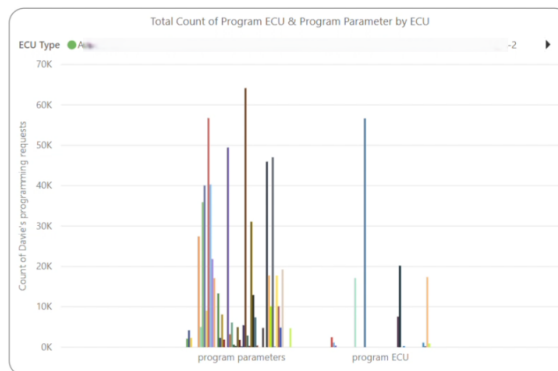 Total Count of Program ECU & Program Parameter by ECU
ECU Type
-2
70K
60K
50K
40K
30K
20K
10K
0K
Count of Davie's programming requests
program parameters
program ECU